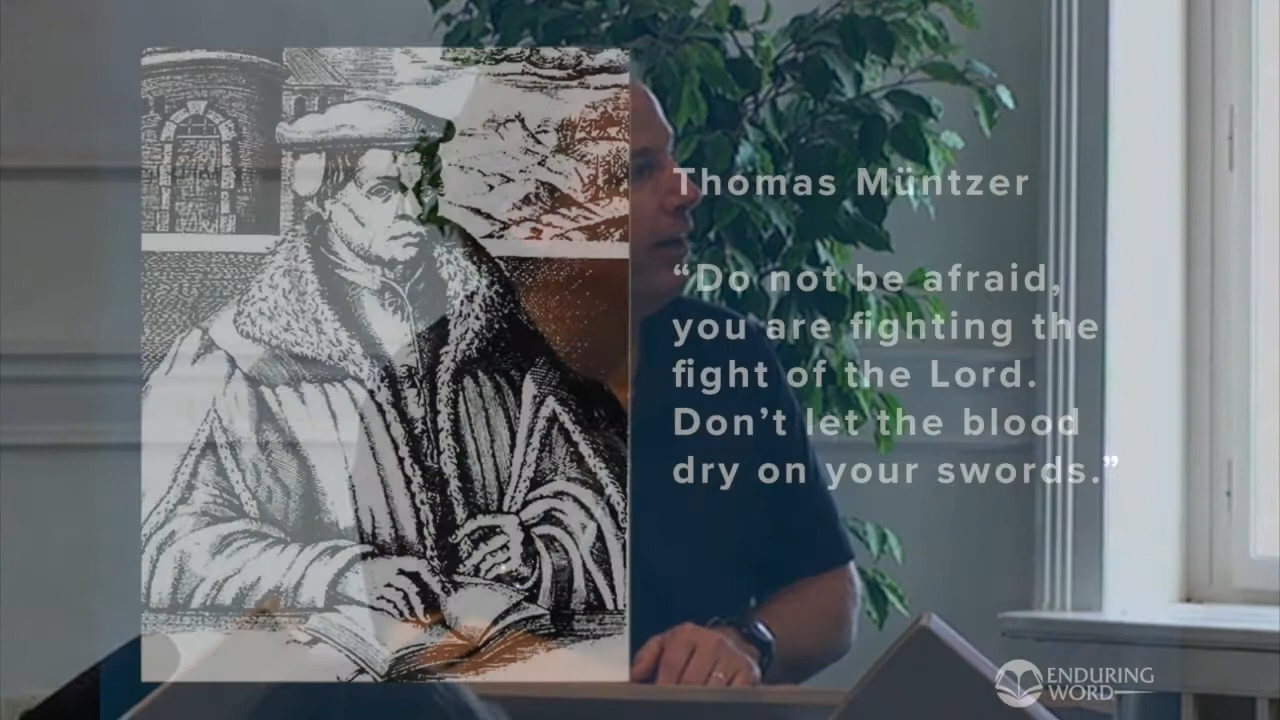 Thomas Müntzer
“Do not be afraid,
you are fighting the
fight of the Lord.
Don’t let the blood
dry on your swords.”
ENDURING
WORD